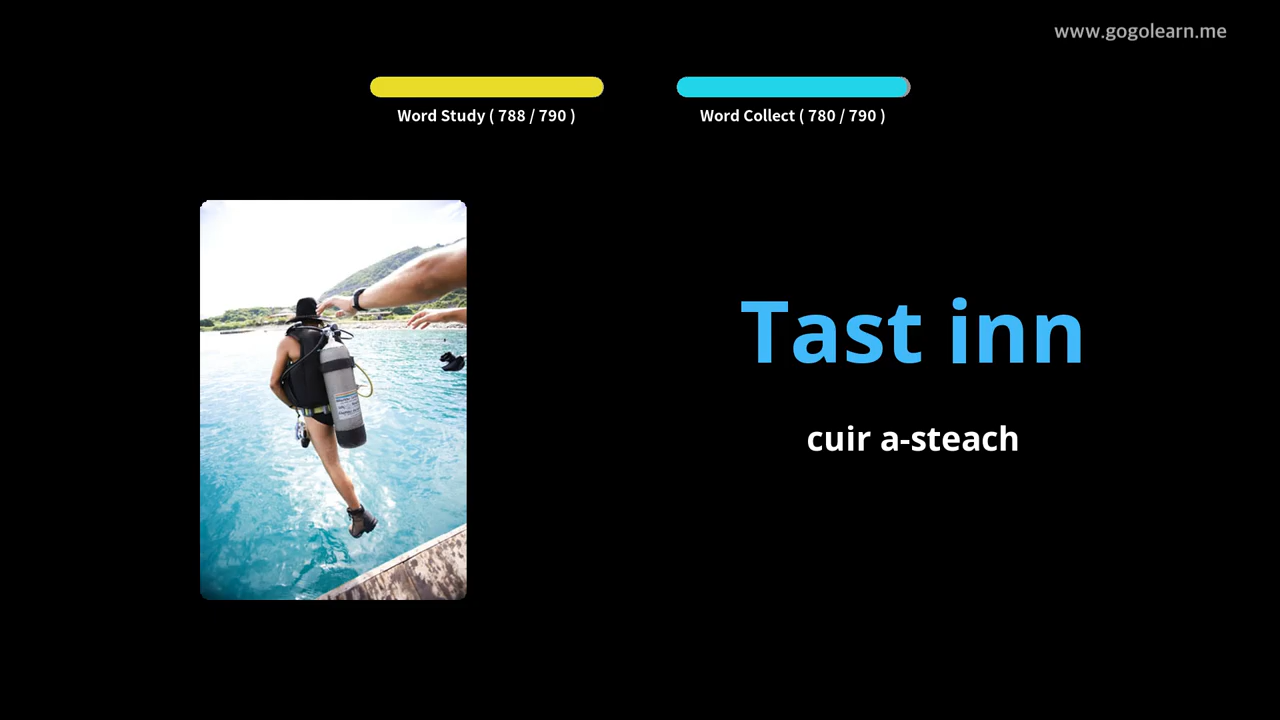 www.gogolearn.me
Word Study ( 788 / 790 )
Word Collect ( 780 / 790 )
Tast inn
cuir a-steach